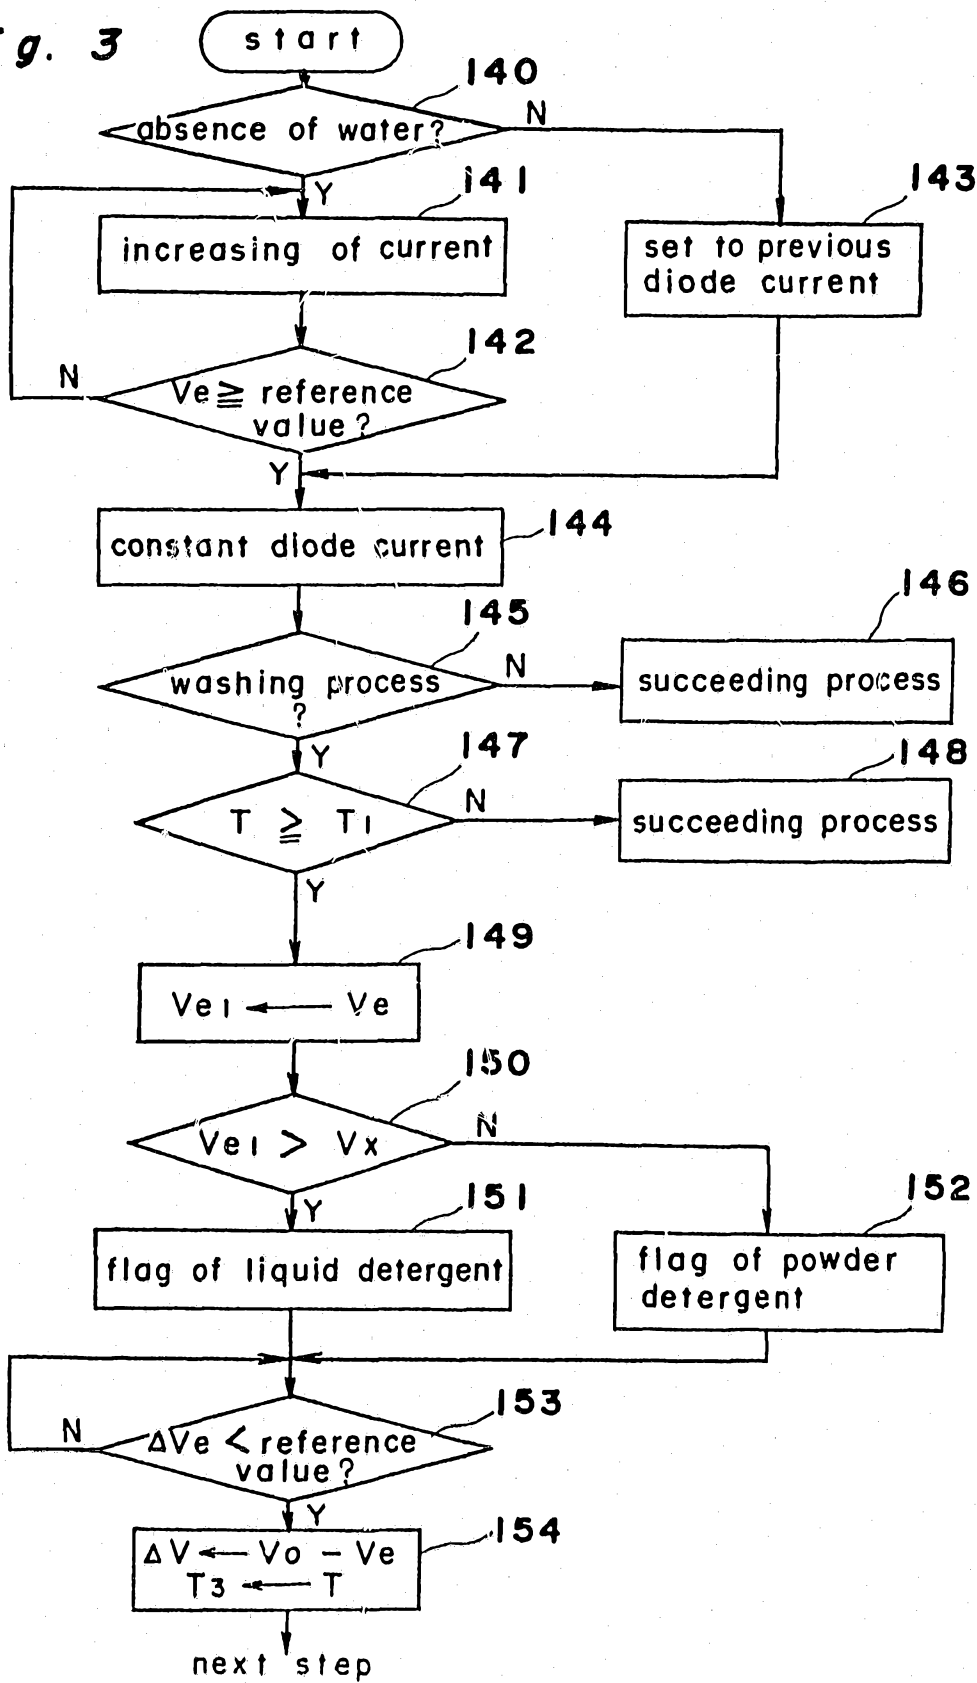 g. 3
start
140
absence of water?
N
Y
141
143
increasing of current
set to previous
diode current
142
N
Ve ≧ reference
value?
Y
144
constant diode current
146
145
washing process
?
N
succeeding process
Y
147
148
T ≧ T1
N
succeeding process
Y
149
Ve1 ← Ve
150
Ve1 > Vx
N
Y
151
152
flag of liquid detergent
flag of powder
detergent
153
N
ΔVe < reference
value?
Y
154
ΔV ← Vo - Ve
T3 ← T
next step